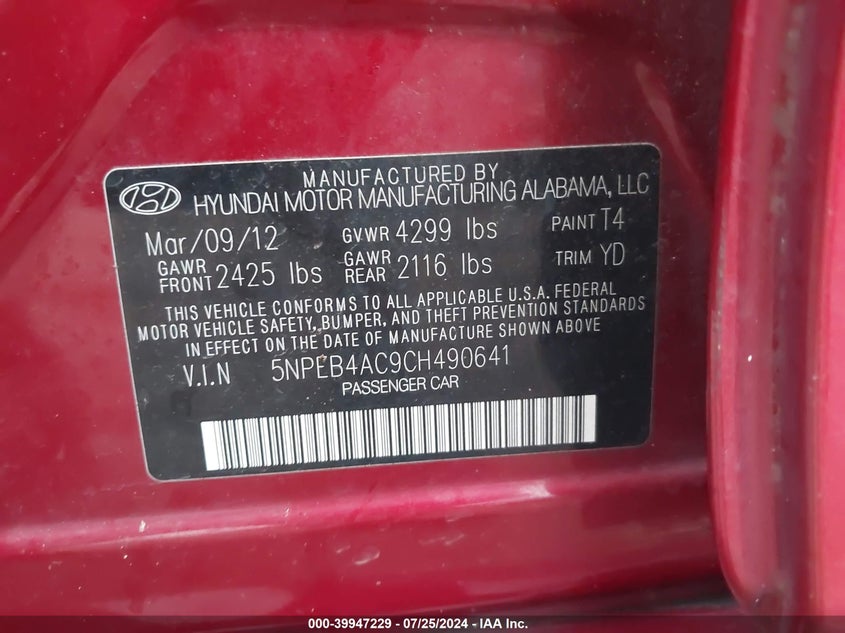 MANUFACTURED BY
HYUNDAI MOTOR MANUFACTURING ALABAMA, LLC
Mar/09/12 GVWR 4299 lbs PAINT T4
GAWR FRONT 2425 lbs GAWR REAR 2116 lbs TRIM YD
THIS VEHICLE CONFORMS TO ALL APPLICABLE U.S.A. FEDERAL
MOTOR VEHICLE SAFETY, BUMPER, AND THEFT PREVENTION STANDARDS
IN EFFECT ON THE DATE OF MANUFACTURE SHOWN ABOVE
V.I.N 5NPEB4AC9CH490641
PASSENGER CAR
000-39947229 - 07/25/2024 - IAA Inc.